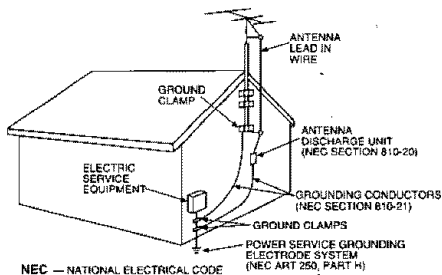 ANTENNA
LEAD IN
WIRE
GROUND
CLAMP
ANTENNA
DISCHARGE UNIT
(NEC SECTION 810-20)
ELECTRIC
SERVICE
EQUIPMENT
GROUNDING CONDUCTORS
(NEC SECTION 810-21)
GROUND CLAMPS
POWER SERVICE GROUNDING
ELECTRODE SYSTEM
(NEC ART 250, PART H)
NEC — NATIONAL ELECTRICAL CODE